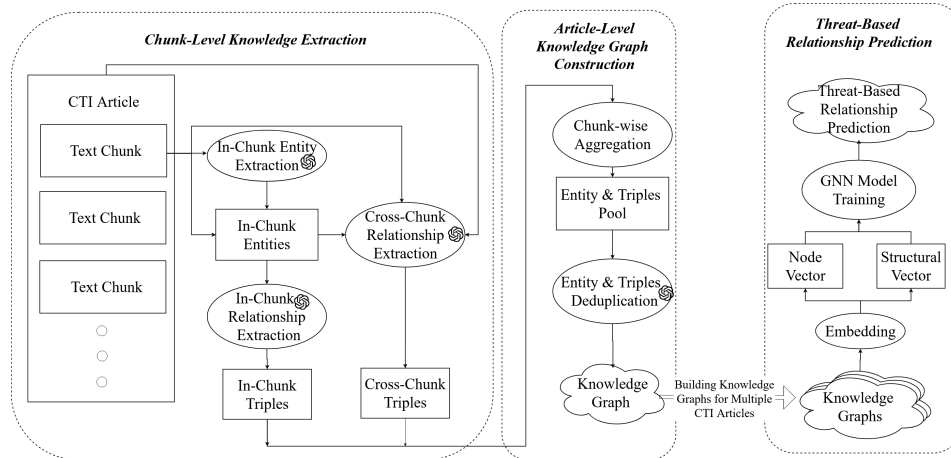 Chunk-Level Knowledge Extraction
CTI Article
Text Chunk
Text Chunk
Text Chunk
In-Chunk Entity
Extraction
In-Chunk
Entities
In-Chunk
Relationship
Extraction
In-Chunk
Triples
Cross-Chunk
Relationship
Extraction
Cross-Chunk
Triples
Article-Level
Knowledge Graph
Construction
Chunk-wise
Aggregation
Entity & Triples
Pool
Entity & Triples
Deduplication
Knowledge
Graph
Building Knowledge
Graphs for Multiple
CTI Articles
Threat-Based
Relationship Prediction
Threat-Based
Relationship
Prediction
GNN Model
Training
Node
Vector
Structural
Vector
Embedding
Knowledge
Graphs